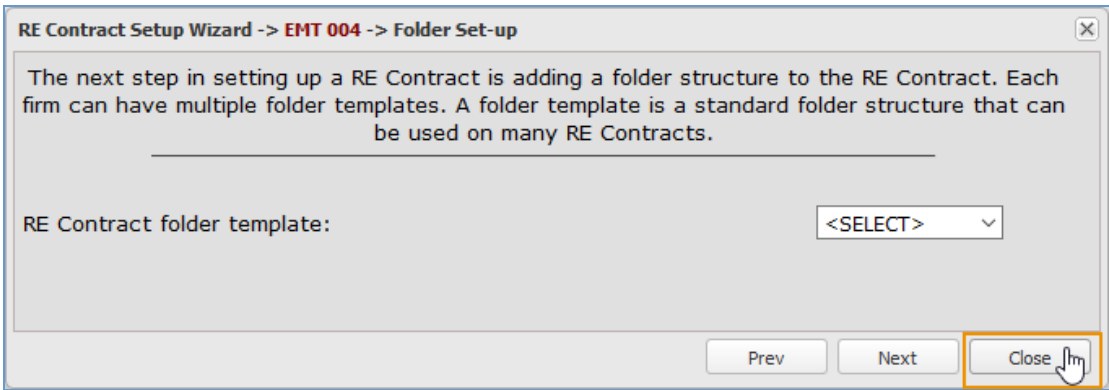 RE Contract Setup Wizard -> EMT 004 -> Folder Set-up
The next step in setting up a RE Contract is adding a folder structure to the RE Contract. Each
firm can have multiple folder templates. A folder template is a standard folder structure that can
be used on many RE Contracts.
RE Contract folder template: <SELECT>
Prev Next Close